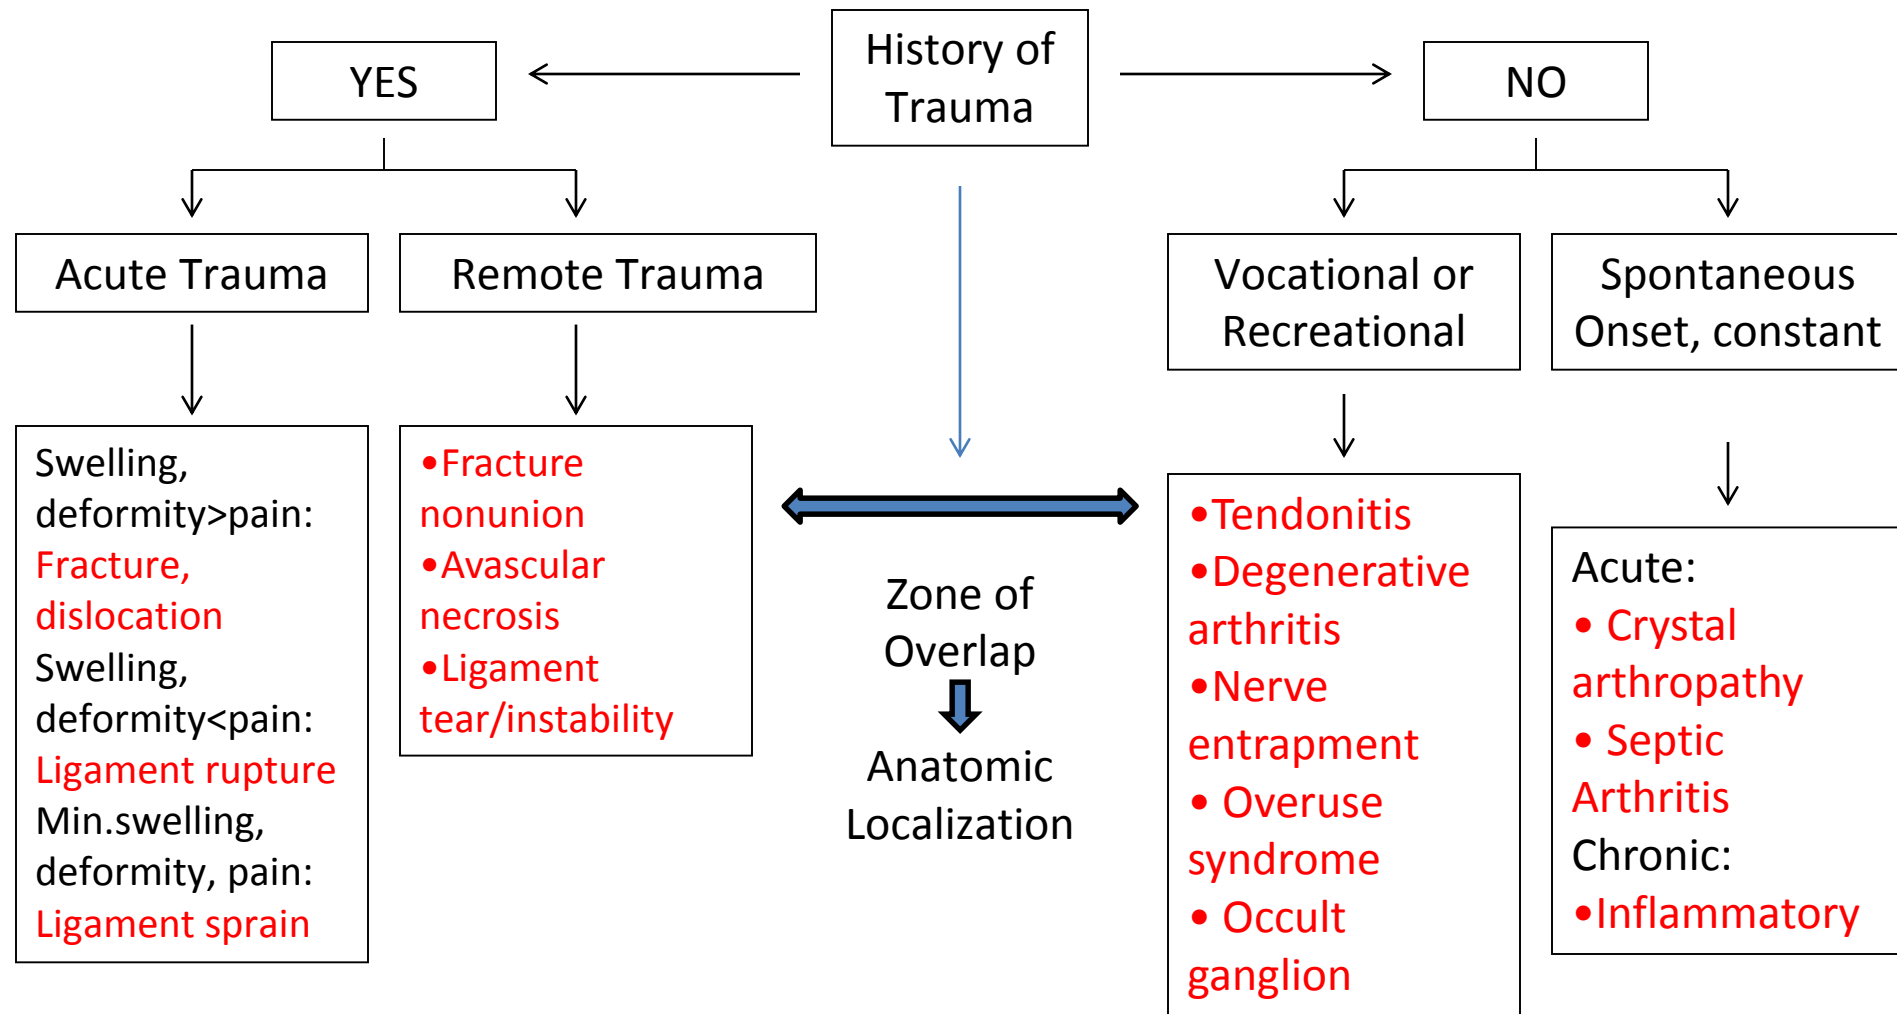 History of
Trauma
YES
NO
Acute Trauma
Remote Trauma
Vocational or
Recreational
Spontaneous
Onset, constant
Swelling,
deformity>pain:
Fracture,
dislocation
Swelling,
deformity<pain:
Ligament rupture
Min.swelling,
deformity, pain:
Ligament sprain
•Fracture
nonunion
•Avascular
necrosis
•Ligament
tear/instability
Zone of
Overlap
Anatomic
Localization
•Tendonitis
•Degenerative
arthritis
•Nerve
entrapment
• Overuse
syndrome
• Occult
ganglion
Acute:
• Crystal
arthropathy
• Septic
Arthritis
Chronic:
•Inflammatory